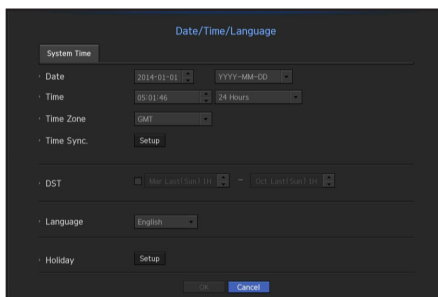 Date/Time/Language
System Time
Date 2014-01-01 YYYY-MM-DD
Time 05:01:46 24 Hours
Time Zone GMT
Time Sync. Setup
DST Mar Last(Sun) 1H ~ Oct Last(Sun) 1H
Language English
Holiday Setup
OK Cancel